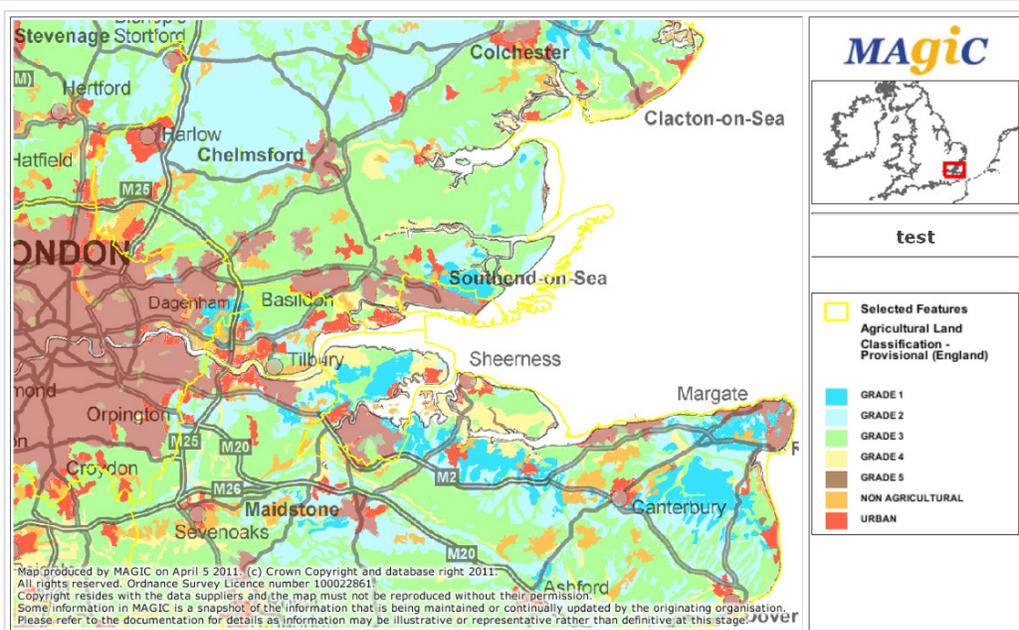 Bishop's
Stevenage Stortford
Colchester
M)
Hertford
Clacton-on-Sea
Harlow
Hatfield
Chelmsford
M25
ONDON
Southend-on-Sea
Dagenham
Basildon
Tilbury
Sheerness
mond
Margate
Orpington
on
M25
M20
R
Croydon
M2
M26
Maidstone
Canterbury
Sevenoaks
M20
Ashford
Dover
Map produced by MAGIC on April 5 2011. (c) Crown Copyright and database right 2011.
All rights reserved. Ordnance Survey Licence number 100022861.
Copyright resides with the data suppliers and the map must not be reproduced without their permission.
Some information in MAGIC is a snapshot of the information that is being maintained or continually updated by the originating organisation.
Please refer to the documentation for details as information may be illustrative or representative rather than definitive at this stage.
MAgiC
test
Selected Features
Agricultural Land
Classification -
Provisional (England)
GRADE 1
GRADE 2
GRADE 3
GRADE 4
GRADE 5
NON AGRICULTURAL
URBAN